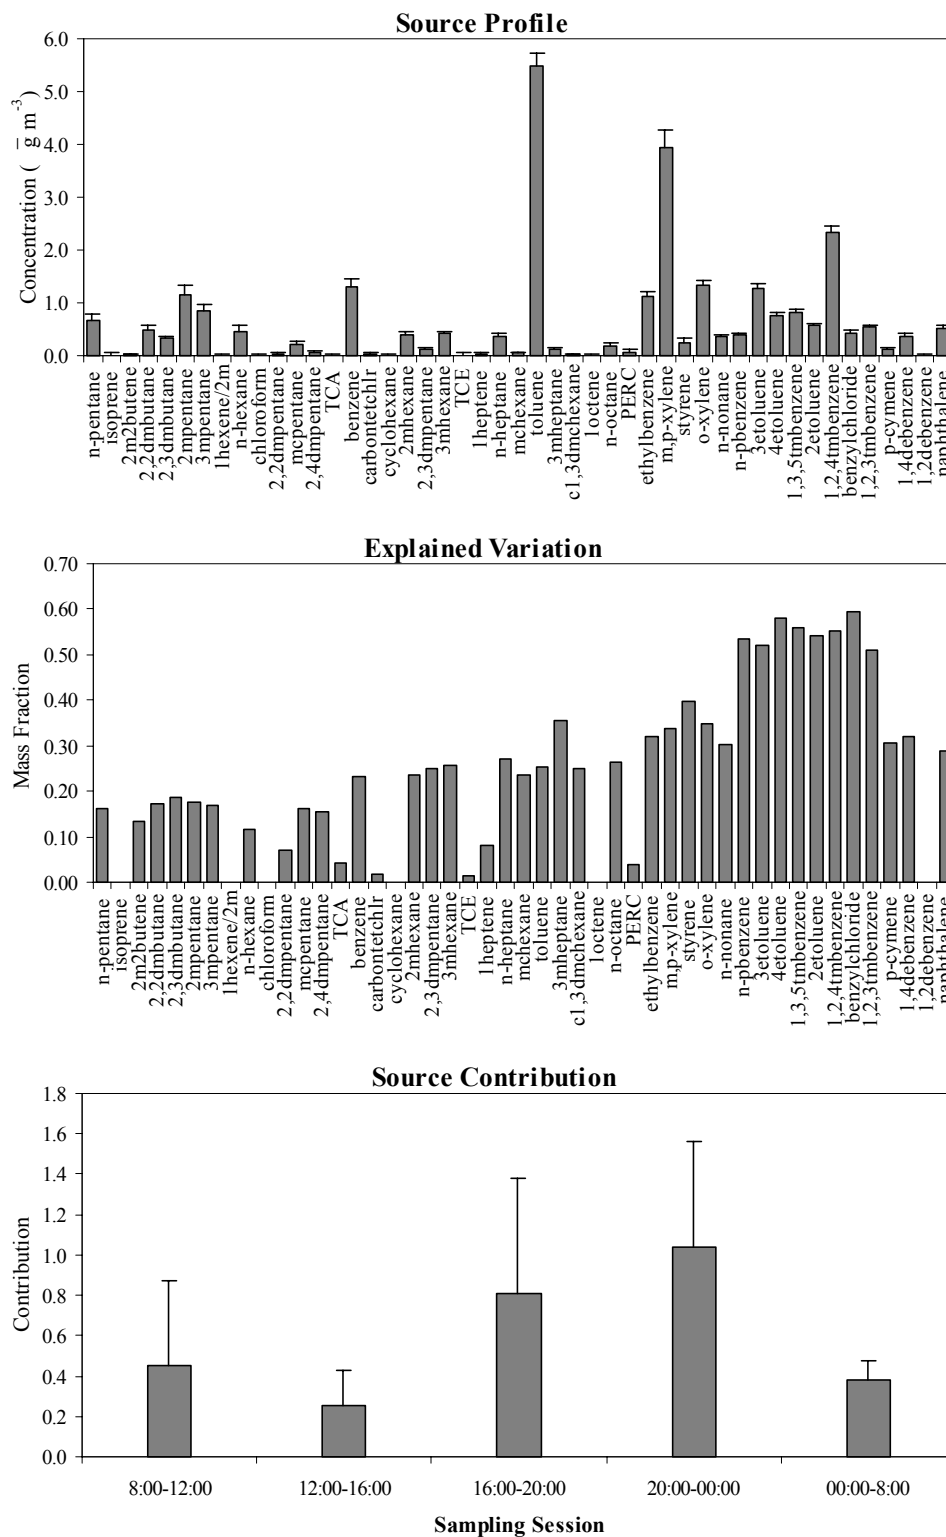 Source Profile
6.0
5.0
4.0
3.0
2.0
1.0
0.0
Concentration ( g m-3)
n-pentane
isoprene
2m2butene
2,2dmbutane
2,3dmbutane
2mpentane
3mpentane
1hexene/2m
n-hexane
chloroform
2,2dmpentane
mcpentane
2,4dmpentane
TCA
benzene
carbontetchlr
cyclohexane
2mhexane
2,3dmpentane
3mhexane
TCE
1heptene
n-heptane
mchexane
toluene
3mheptane
c1,3dmchexane
1octene
n-octane
PERC
ethylbenzene
m,p-xylene
styrene
o-xylene
n-nonane
n-pbenzene
3etoluene
4etoluene
1,3,5tmbenzene
2etoluene
1,2,4tmbenzene
benzylchloride
1,2,3tmbenzene
p-cymene
1,4debenzene
1,2debenzene
naphthalene
Explained Variation
0.70
0.60
0.50
0.40
0.30
0.20
0.10
0.00
Mass Fraction
n-pentane
isoprene
2m2butene
2,2dmbutane
2,3dmbutane
2mpentane
3mpentane
1hexene/2m
n-hexane
chloroform
2,2dmpentane
mcpentane
2,4dmpentane
TCA
benzene
carbontetchlr
cyclohexane
2mhexane
2,3dmpentane
3mhexane
TCE
1heptene
n-heptane
mchexane
toluene
3mheptane
c1,3dmchexane
1octene
n-octane
PERC
ethylbenzene
m,p-xylene
styrene
o-xylene
n-nonane
n-pbenzene
3etoluene
4etoluene
1,3,5tmbenzene
2etoluene
1,2,4tmbenzene
benzylchloride
1,2,3tmbenzene
p-cymene
1,4debenzene
1,2debenzene
naphthalene
Source Contribution
1.8
1.6
1.4
1.2
1.0
0.8
0.6
0.4
0.2
0.0
Contribution
8:00-12:00
12:00-16:00
16:00-20:00
20:00-00:00
00:00-8:00
Sampling Session